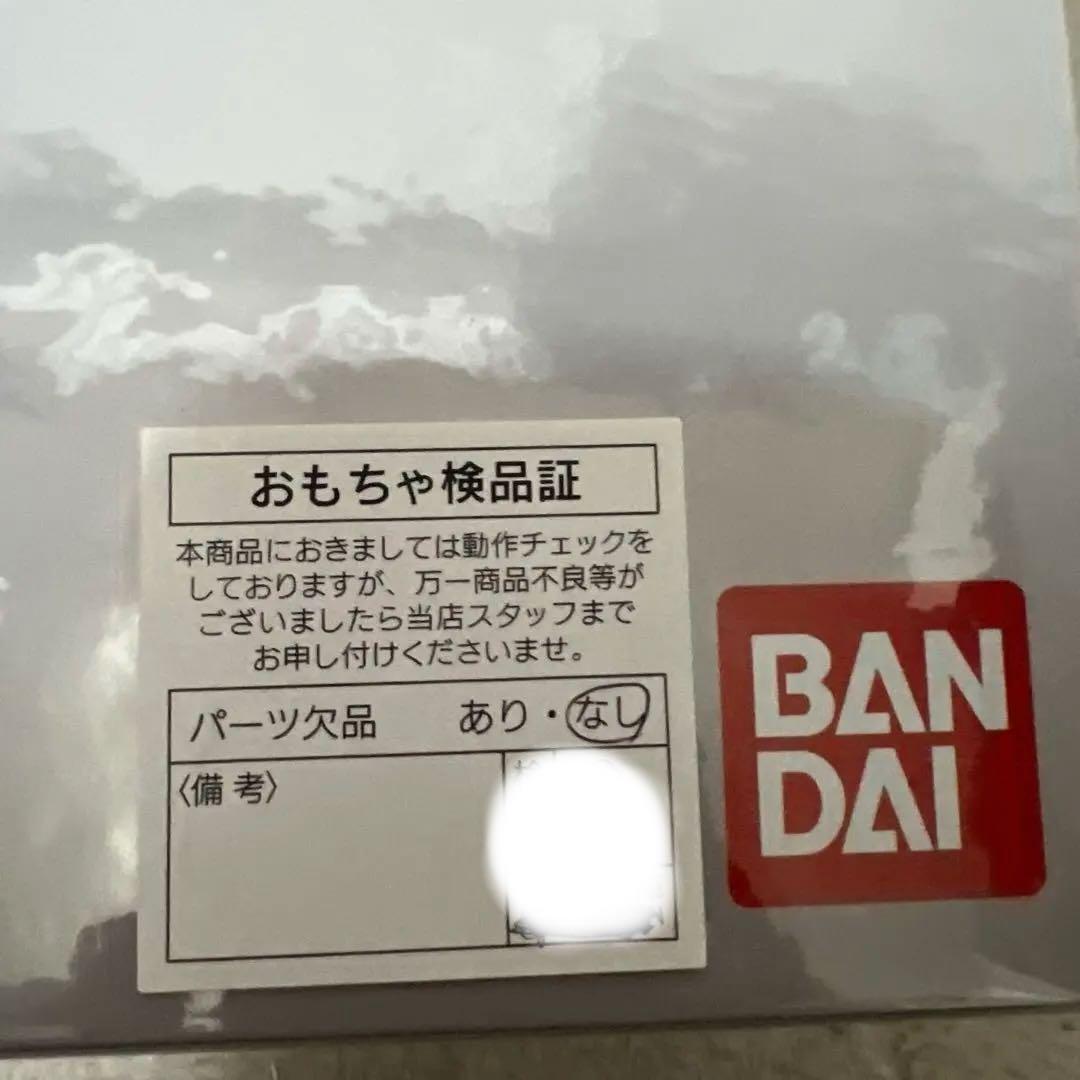 おもちゃ検品証
本商品におきましては動作チェックを
しておりますが、万一商品不良等が
ございましたら当店スタッフまで
お申し付けくださいませ。
パーツ欠品 あり・なし
〈備考〉
BAN
DAI